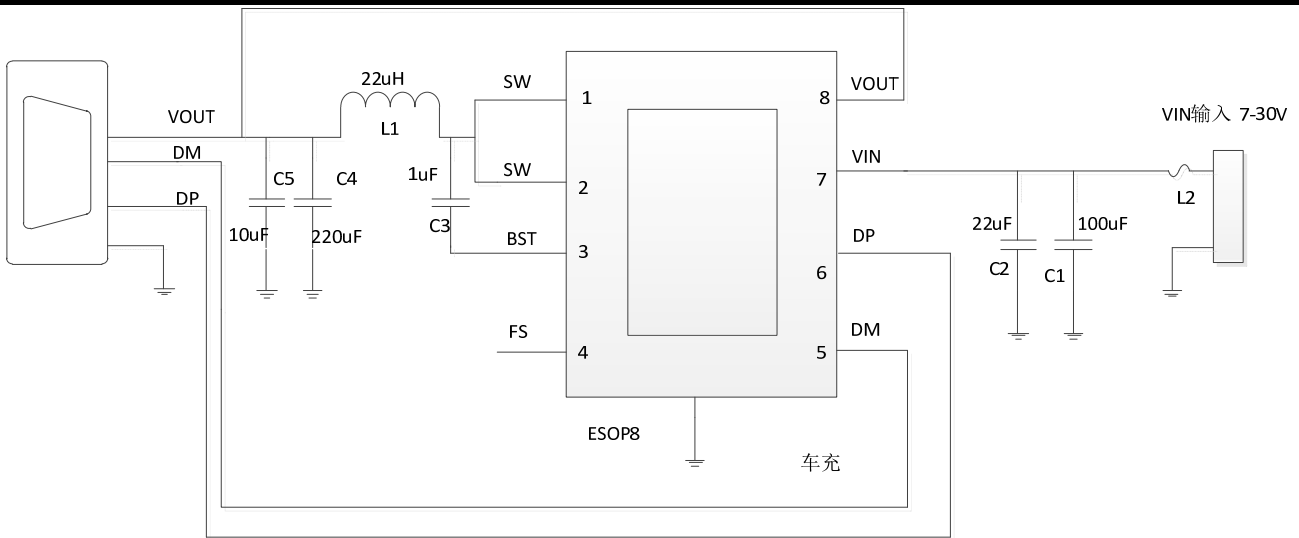 22uH
SW
1
8
VOUT
VOUT
L1
VIN输入 7-30V
DM
VIN
C5
C4
1uF
SW
2
7
DP
L2
10uF
220uF
C3
BST
3
DP
22uF
100uF
6
C2
C1
FS
4
DM
5
ESOP8
车充